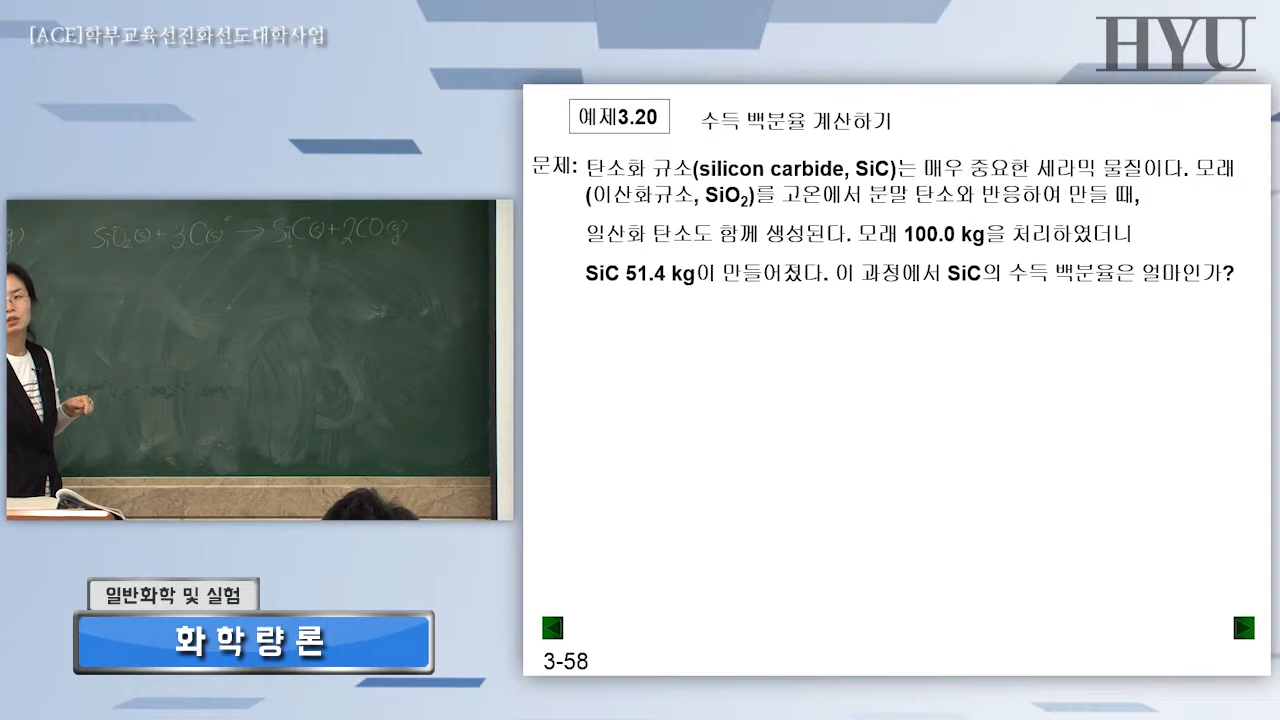 [ACE]학부교육선진화선도대학사업
HYU
예제3.20 수득 백분율 계산하기
문제: 탄소화 규소(silicon carbide, SiC)는 매우 중요한 세라믹 물질이다. 모래
(이산화규소, SiO₂)를 고온에서 분말 탄소와 반응하여 만들 때,
일산화 탄소도 함께 생성된다. 모래 100.0 kg을 처리하였더니
SiC 51.4 kg이 만들어졌다. 이 과정에서 SiC의 수득 백분율은 얼마인가?
g) SiO₂(s) + 3C(s) → SiC(s) + 2CO(g)
일반화학 및 실험
화학량론
3-58